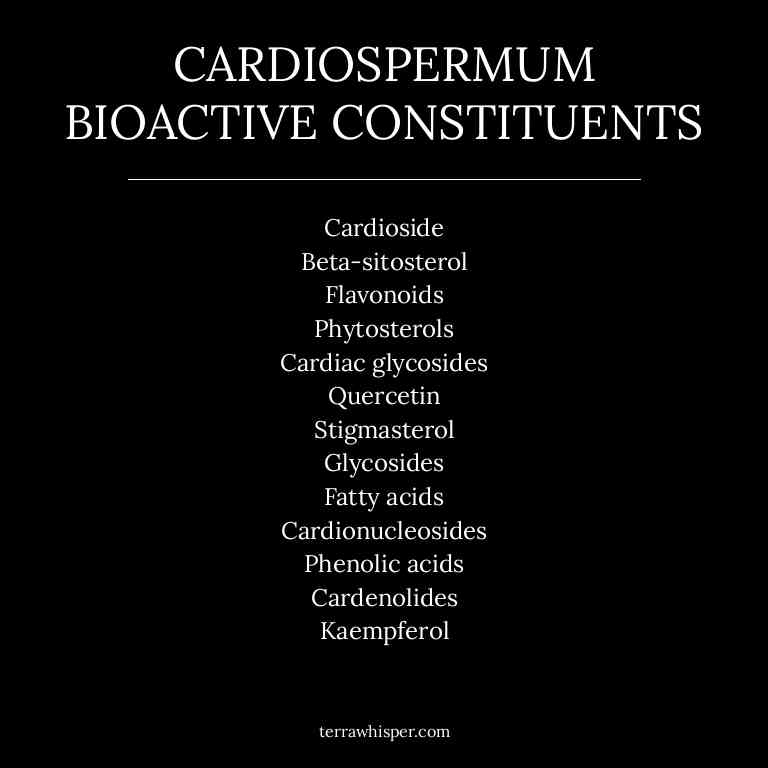 CARDIOSPERMUM
BIOACTIVE CONSTITUENTS
Cardioside
Beta-sitosterol
Flavonoids
Phytosterols
Cardiac glycosides
Quercetin
Stigmasterol
Glycosides
Fatty acids
Cardionucleosides
Phenolic acids
Cardenolides
Kaempferol
terrawhisper.com